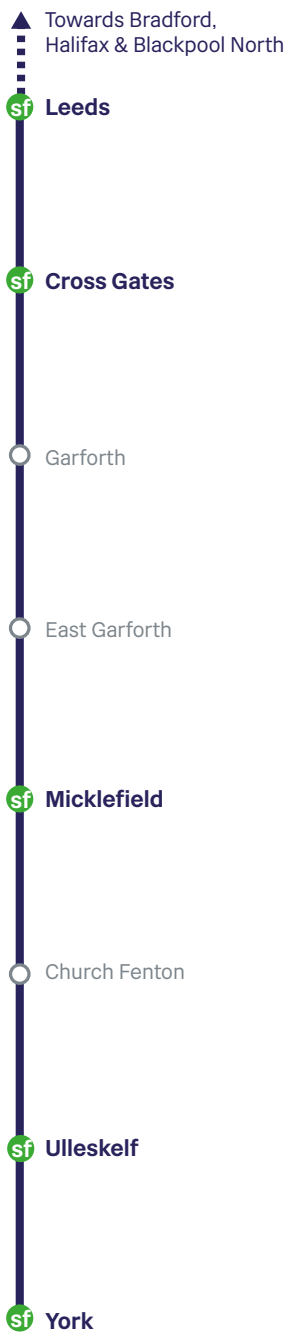 Towards Bradford,
Halifax & Blackpool North
sf Leeds
sf Cross Gates
Garforth
East Garforth
sf Micklefield
Church Fenton
sf Ulleskelf
sf York